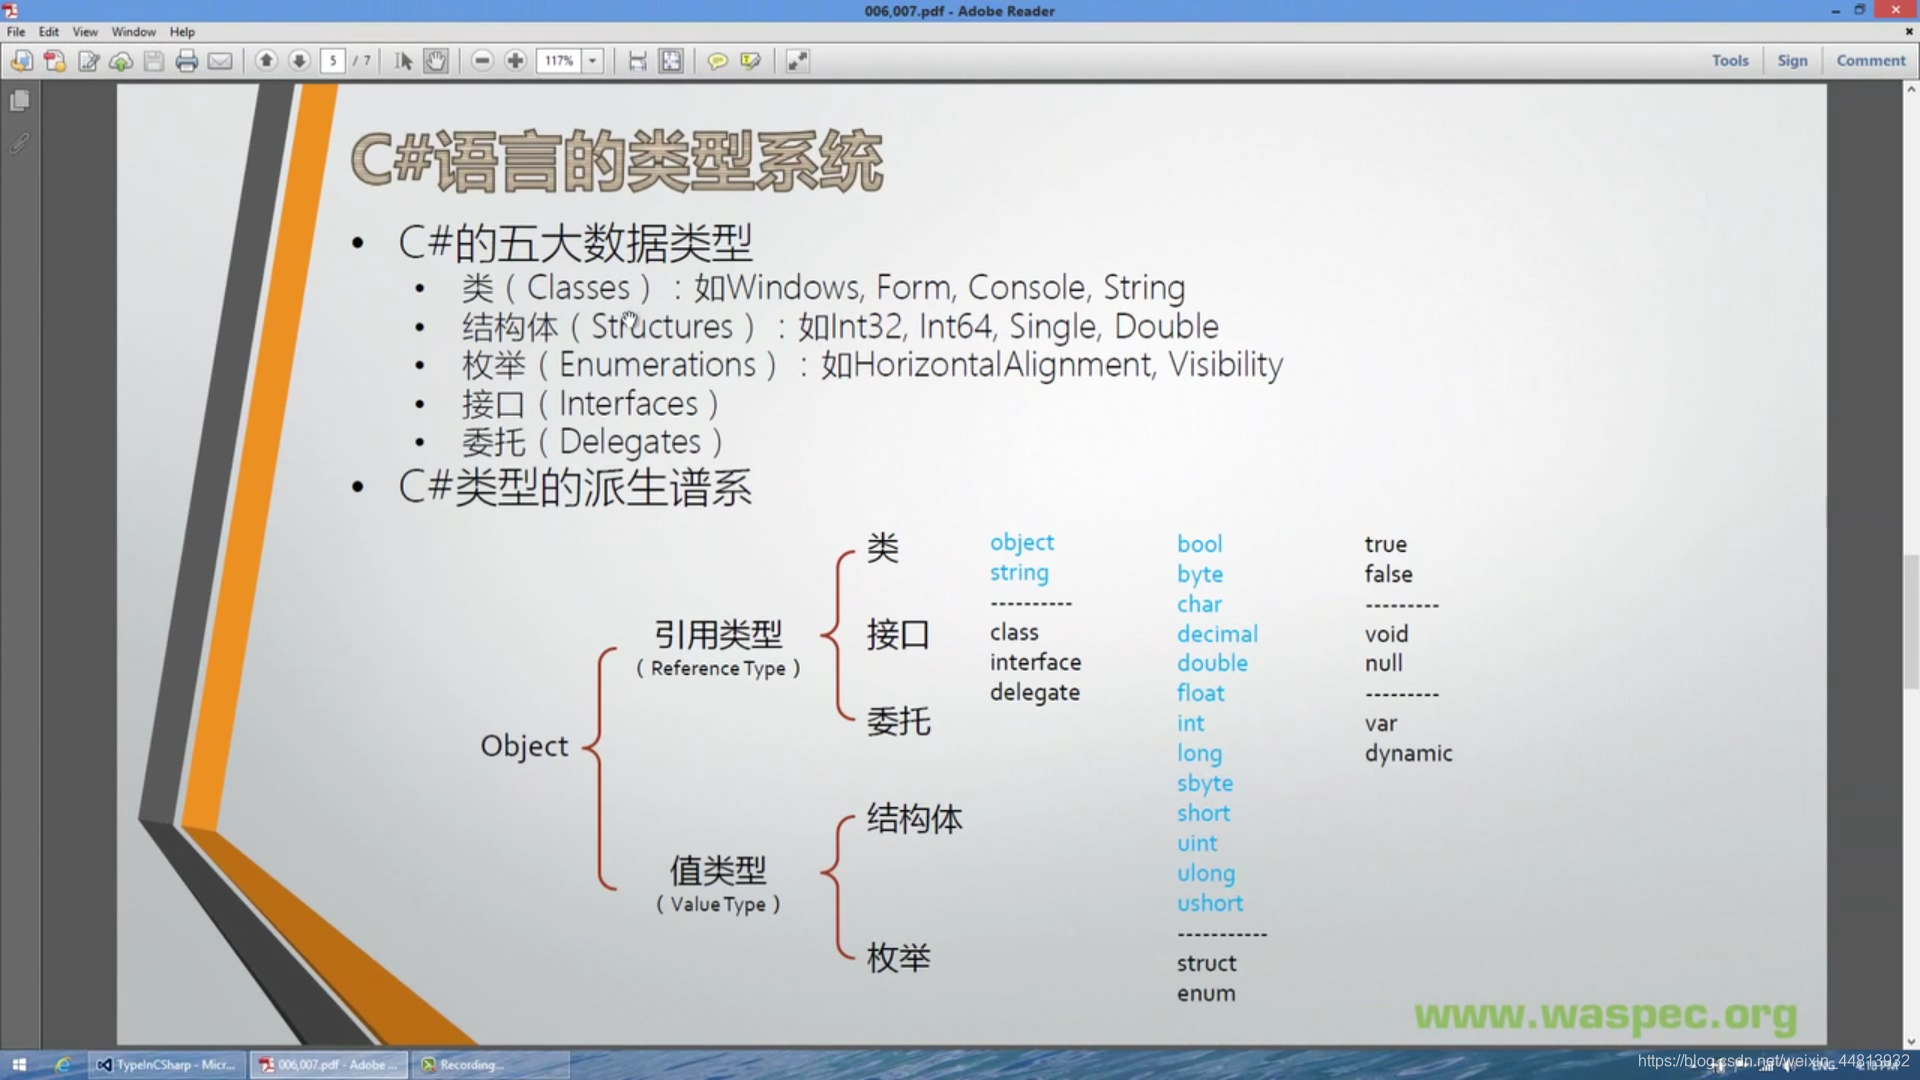 006,007.pdf - Adobe Reader
File Edit View Window Help
5 / 7
117%
Tools Sign Comment
C#语言的类型系统
• C#的五大数据类型
• 类（Classes）：如Windows, Form, Console, String
• 结构体（Structures）：如Int32, Int64, Single, Double
• 枚举（Enumerations）：如HorizontalAlignment, Visibility
• 接口（Interfaces）
• 委托（Delegates）
• C#类型的派生谱系
Object
引用类型
（Reference Type）
值类型
（Value Type）
类
接口
委托
结构体
枚举
object
string
----------
class
interface
delegate
bool
byte
char
decimal
double
float
int
long
sbyte
short
uint
ulong
ushort
-----------
struct
enum
true
false
---------
void
null
---------
var
dynamic
www.waspec.org
TypeInCSharp - Micr...
006,007.pdf - Adobe ...
Recording...
https://blog.csdn.net/weixin_44813932